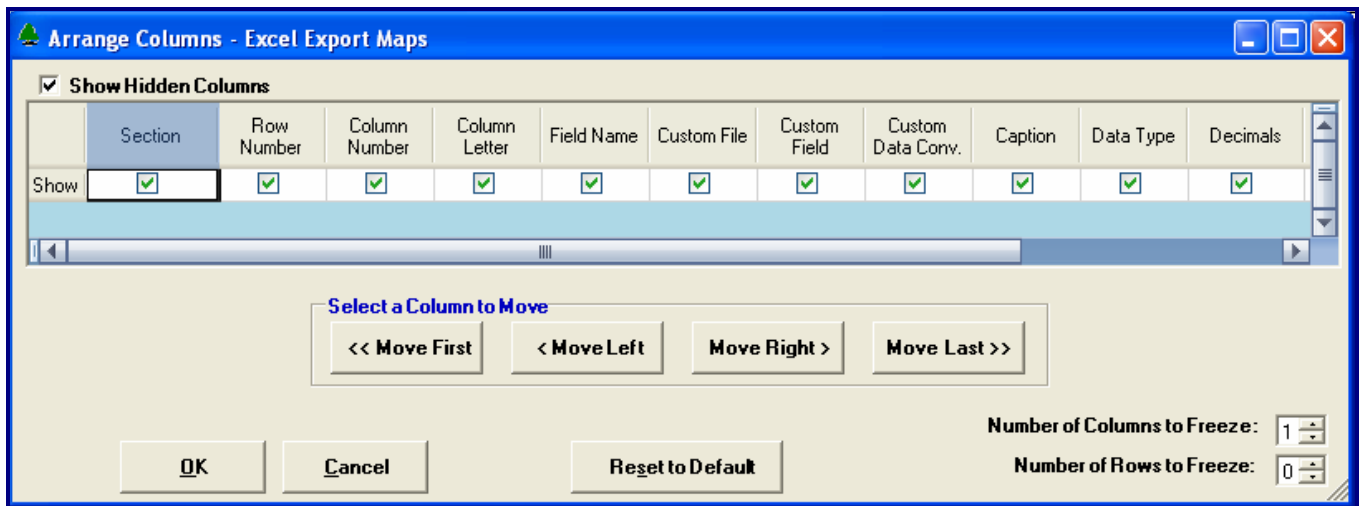 Arrange Columns - Excel Export Maps
Show Hidden Columns
Section Row Number Column Number Column Letter Field Name Custom File Custom Field Custom Data Conv. Caption Data Type Decimals
Show
Select a Column to Move
<< Move First < Move Left Move Right > Move Last >>
Number of Columns to Freeze: 1
OK Cancel Reset to Default
Number of Rows to Freeze: 0